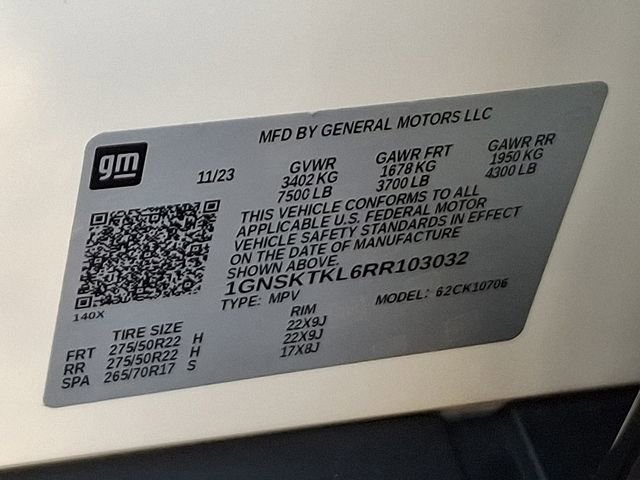 MFD BY GENERAL MOTORS LLC
gm
11/23
GVWR GAWR FRT GAWR RR
3402 KG 1678 KG 1950 KG
7500 LB 3700 LB 4300 LB
THIS VEHICLE CONFORMS TO ALL
APPLICABLE U.S. FEDERAL MOTOR
VEHICLE SAFETY STANDARDS IN EFFECT
ON THE DATE OF MANUFACTURE
SHOWN ABOVE.
1GNSKTKL6RR103032
TYPE: MPV MODEL: 62CK10706
140X
TIRE SIZE RIM
FRT 275/50R22 H 22X9J
RR 275/50R22 H 22X9J
SPA 265/70R17 S 17X8J